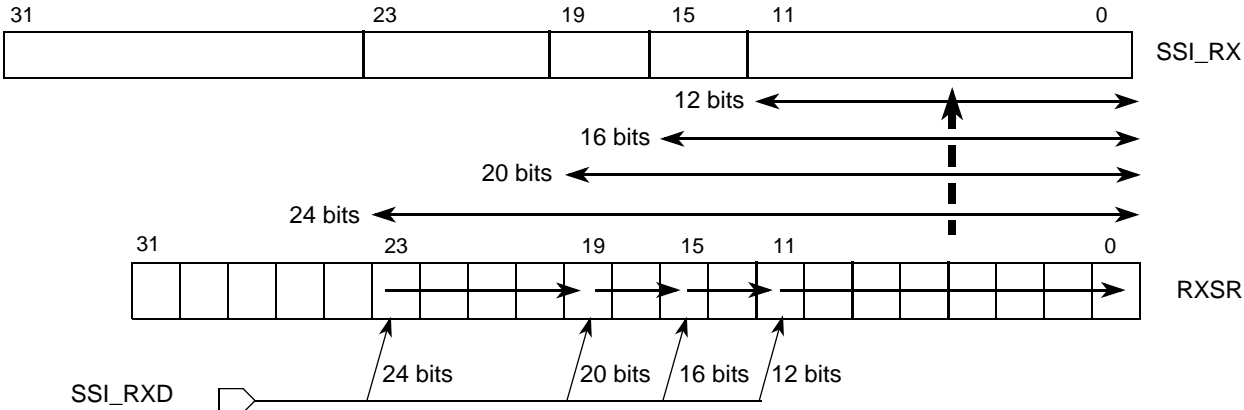 31 23 19 15 11 0
SSI_RX
12 bits
16 bits
20 bits
24 bits
31 23 19 15 11 0
RXSR
24 bits 20 bits 16 bits 12 bits
SSI_RXD